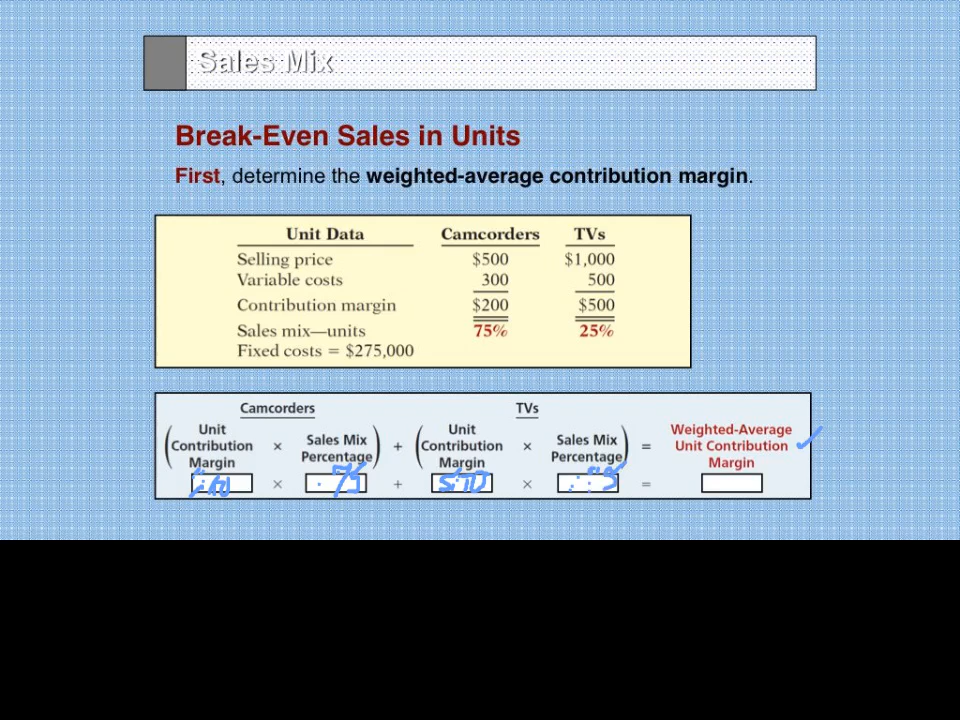 Sales Mix
Break-Even Sales in Units
First, determine the weighted-average contribution margin.
Unit Data Camcorders TVs
Selling price $500 $1,000
Variable costs 300 500
Contribution margin $200 $500
Sales mix—units 75% 25%
Fixed costs = $275,000
Camcorders TVs
( Unit Contribution Margin × Sales Mix Percentage ) + ( Unit Contribution Margin × Sales Mix Percentage ) = Weighted-Average Unit Contribution Margin
× .75 + 500 × =